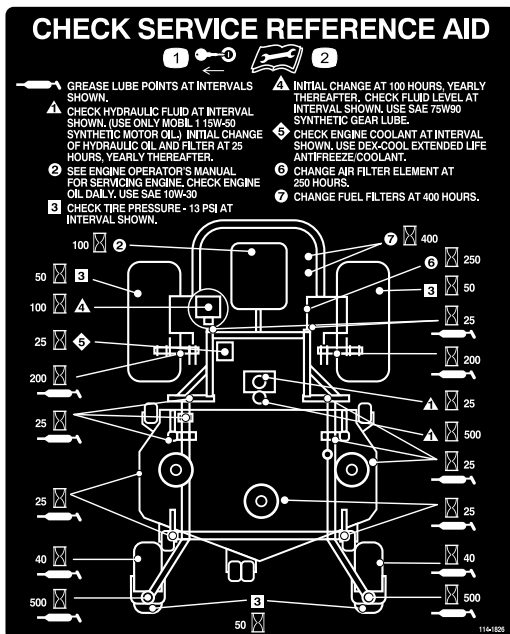 CHECK SERVICE REFERENCE AID
1 2
GREASE LUBE POINTS AT INTERVALS
SHOWN.
1 CHECK HYDRAULIC FLUID AT INTERVAL
SHOWN. (USE ONLY MOBIL 1 15W-50
SYNTHETIC MOTOR OIL.) INITIAL CHANGE
OF HYDRAULIC OIL AND FILTER AT 25
HOURS, YEARLY THEREAFTER.
2 SEE ENGINE OPERATOR'S MANUAL
FOR SERVICING ENGINE. CHECK ENGINE
OIL DAILY. USE SAE 10W-30
3 CHECK TIRE PRESSURE - 13 PSI AT
INTERVAL SHOWN.
4 INITIAL CHANGE AT 100 HOURS, YEARLY
THEREAFTER. CHECK FLUID LEVEL AT
INTERVAL SHOWN. USE SAE 75W90
SYNTHETIC GEAR LUBE.
5 CHECK ENGINE COOLANT AT INTERVAL
SHOWN. USE DEX-COOL EXTENDED LIFE
ANTIFREEZE/COOLANT.
6 CHANGE AIR FILTER ELEMENT AT
250 HOURS.
7 CHANGE FUEL FILTERS AT 400 HOURS.
100 2
7 400
6 250
50 3
3 50
100 4
25
25 5
200
200
1 25
25
1 500
25
25
25
40
40
500
500
3
50
114-1826